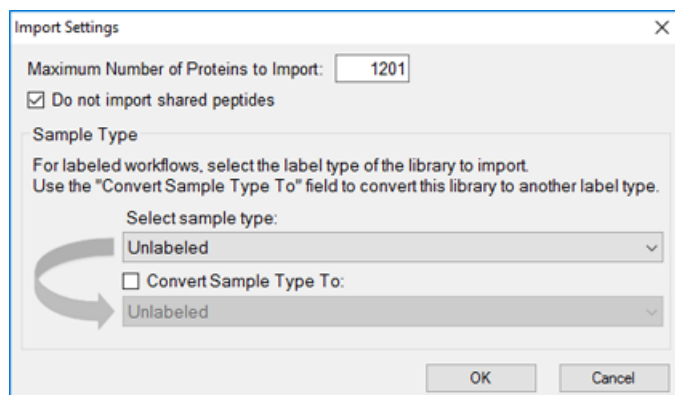 Import Settings
Maximum Number of Proteins to Import: 1201
Do not import shared peptides
Sample Type
For labeled workflows, select the label type of the library to import.
Use the "Convert Sample Type To" field to convert this library to another label type.
Select sample type:
Unlabeled
Convert Sample Type To:
Unlabeled
OK Cancel